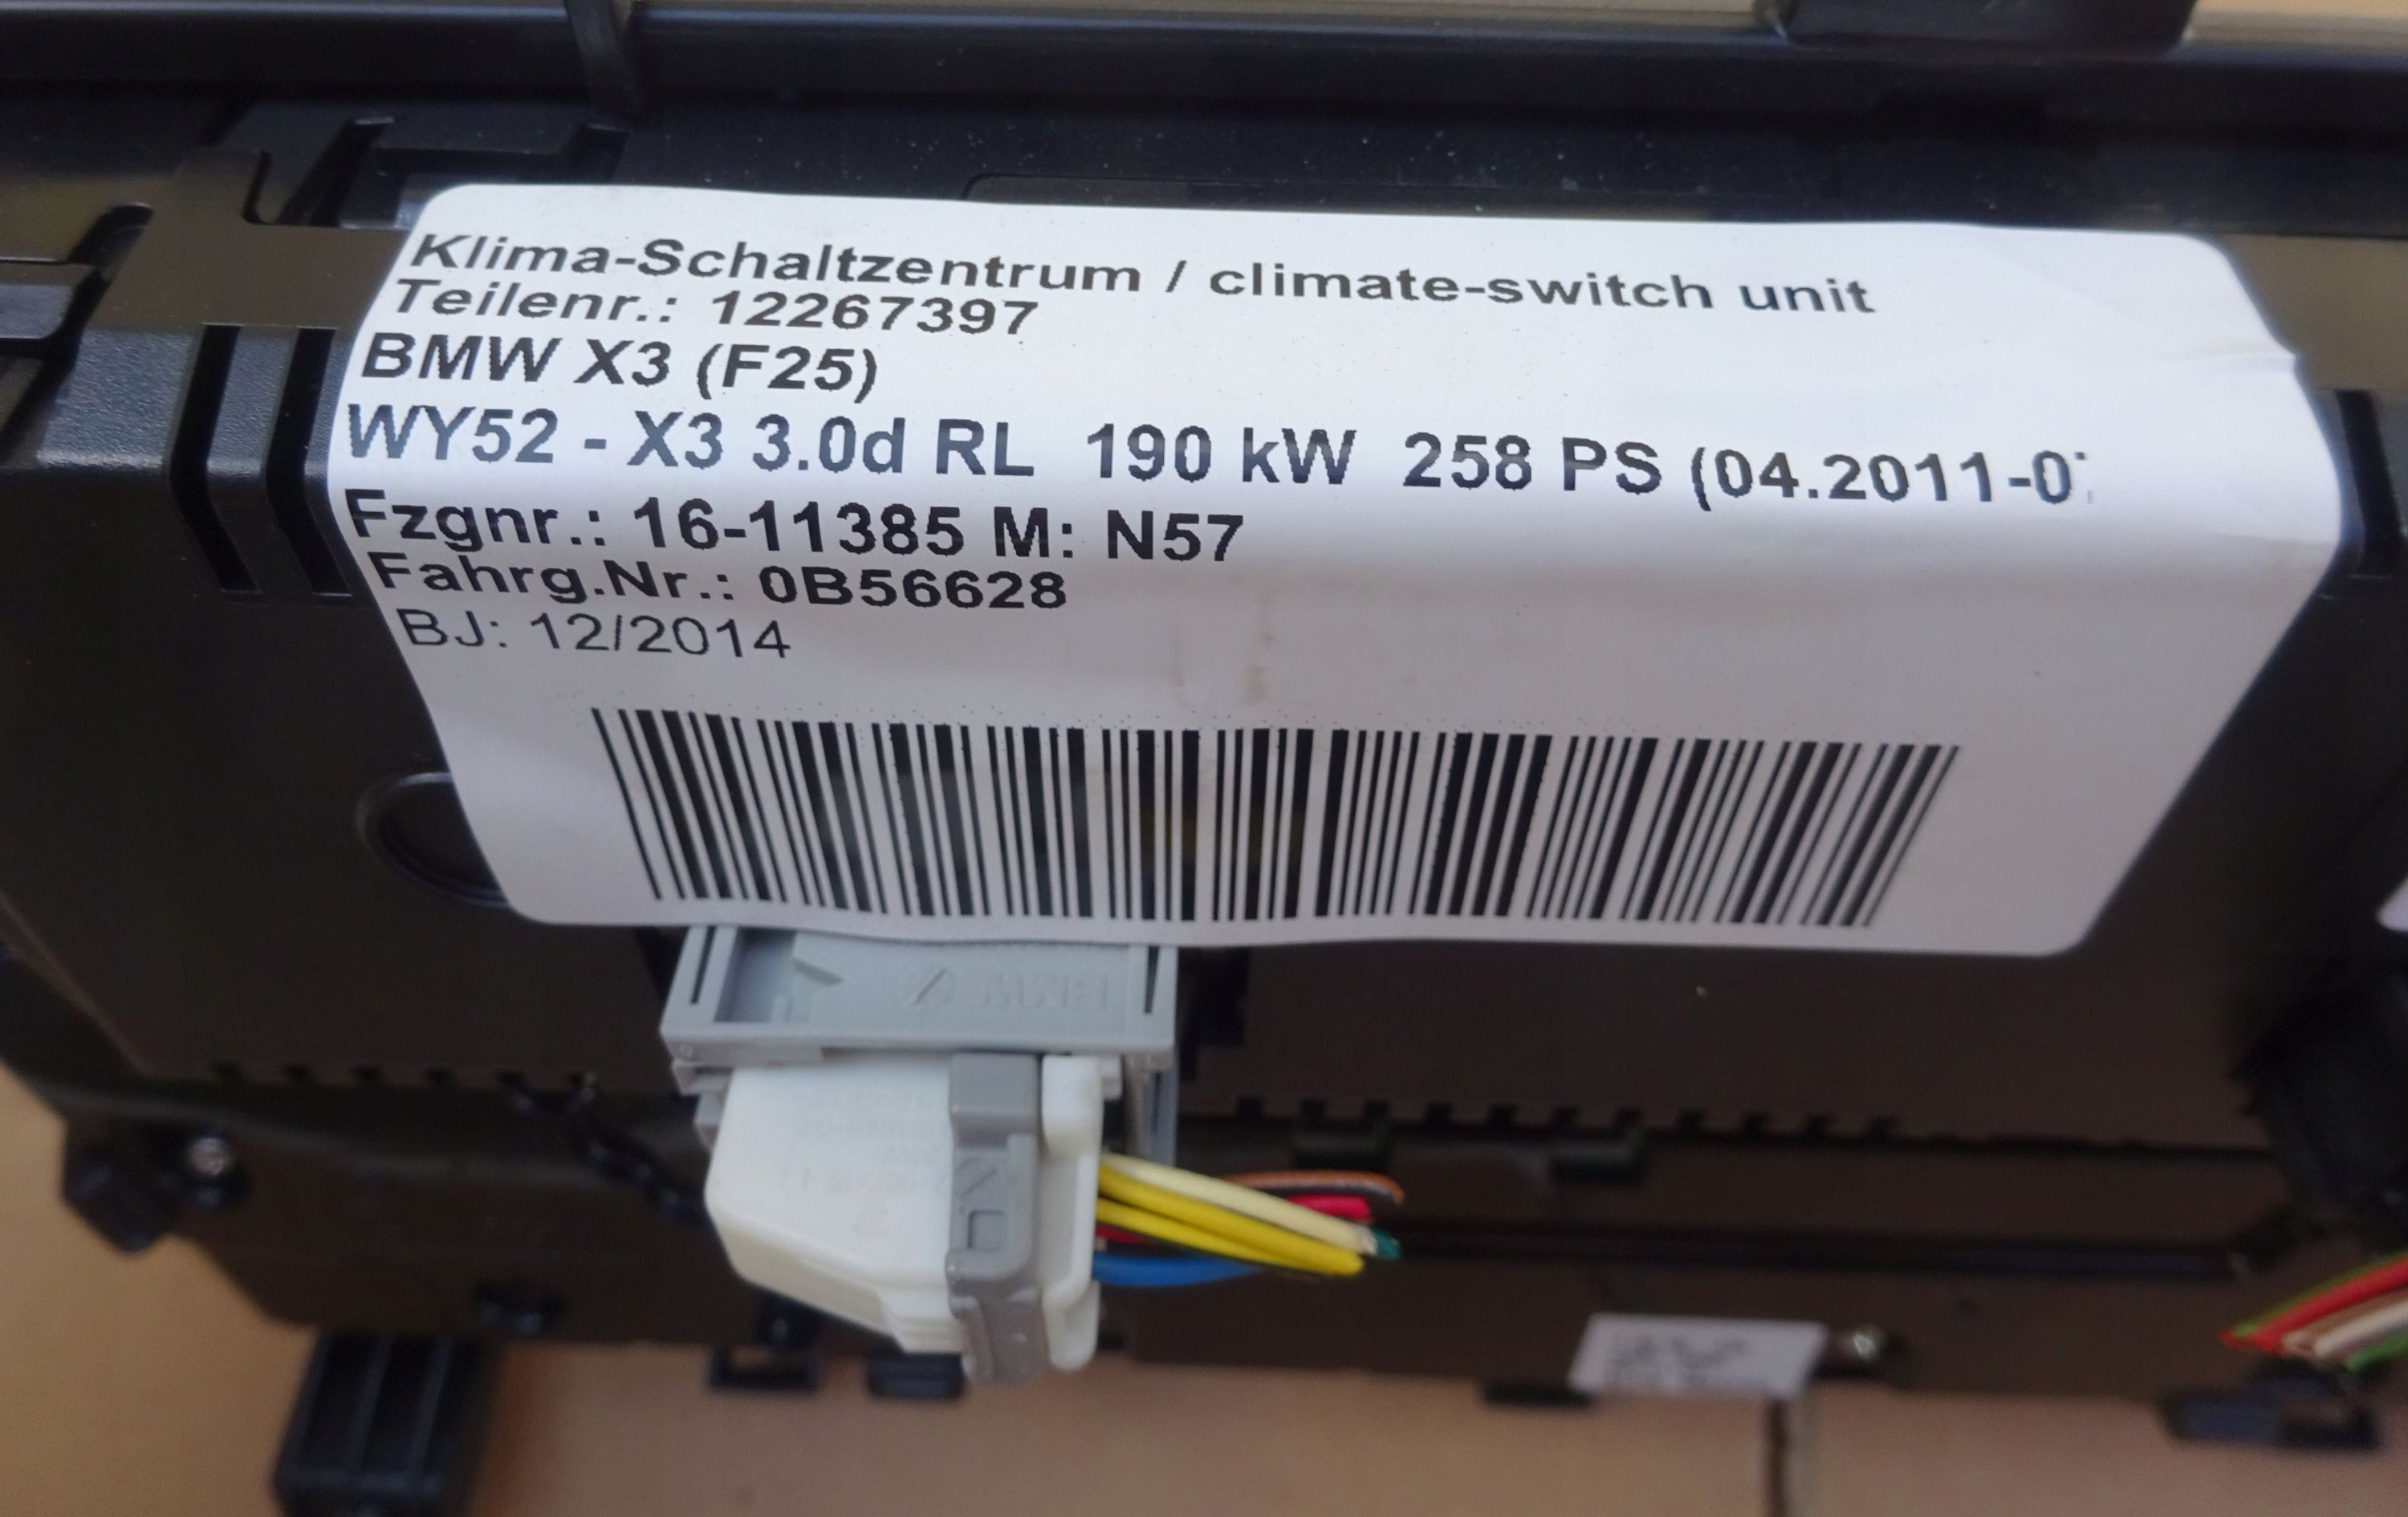 Klima-Schaltzentrum / climate-switch unit
Teilenr.: 12267397
BMW X3 (F25)
WY52 - X3 3.0d RL 190 kW 258 PS (04.2011-0
Fzgnr.: 16-11385 M: N57
Fahrg.Nr.: 0B56628
BJ: 12/2014